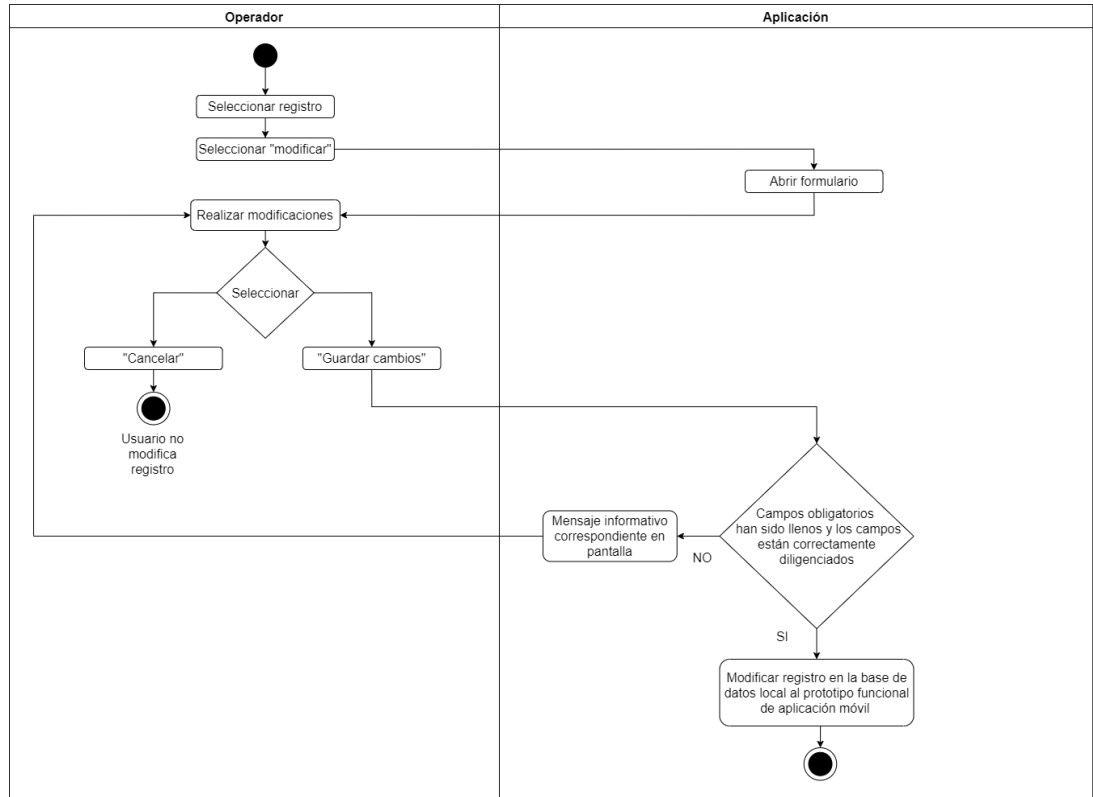 Operador
Aplicación
Seleccionar registro
Seleccionar "modificar"
Abrir formulario
Realizar modificaciones
Seleccionar
"Cancelar"
"Guardar cambios"
Usuario no
modifica
registro
Campos obligatorios
han sido llenos y los campos
están correctamente
diligenciados
Mensaje informativo
correspondiente en
pantalla
NO
SI
Modificar registro en la base de
datos local al prototipo funcional
de aplicación móvil